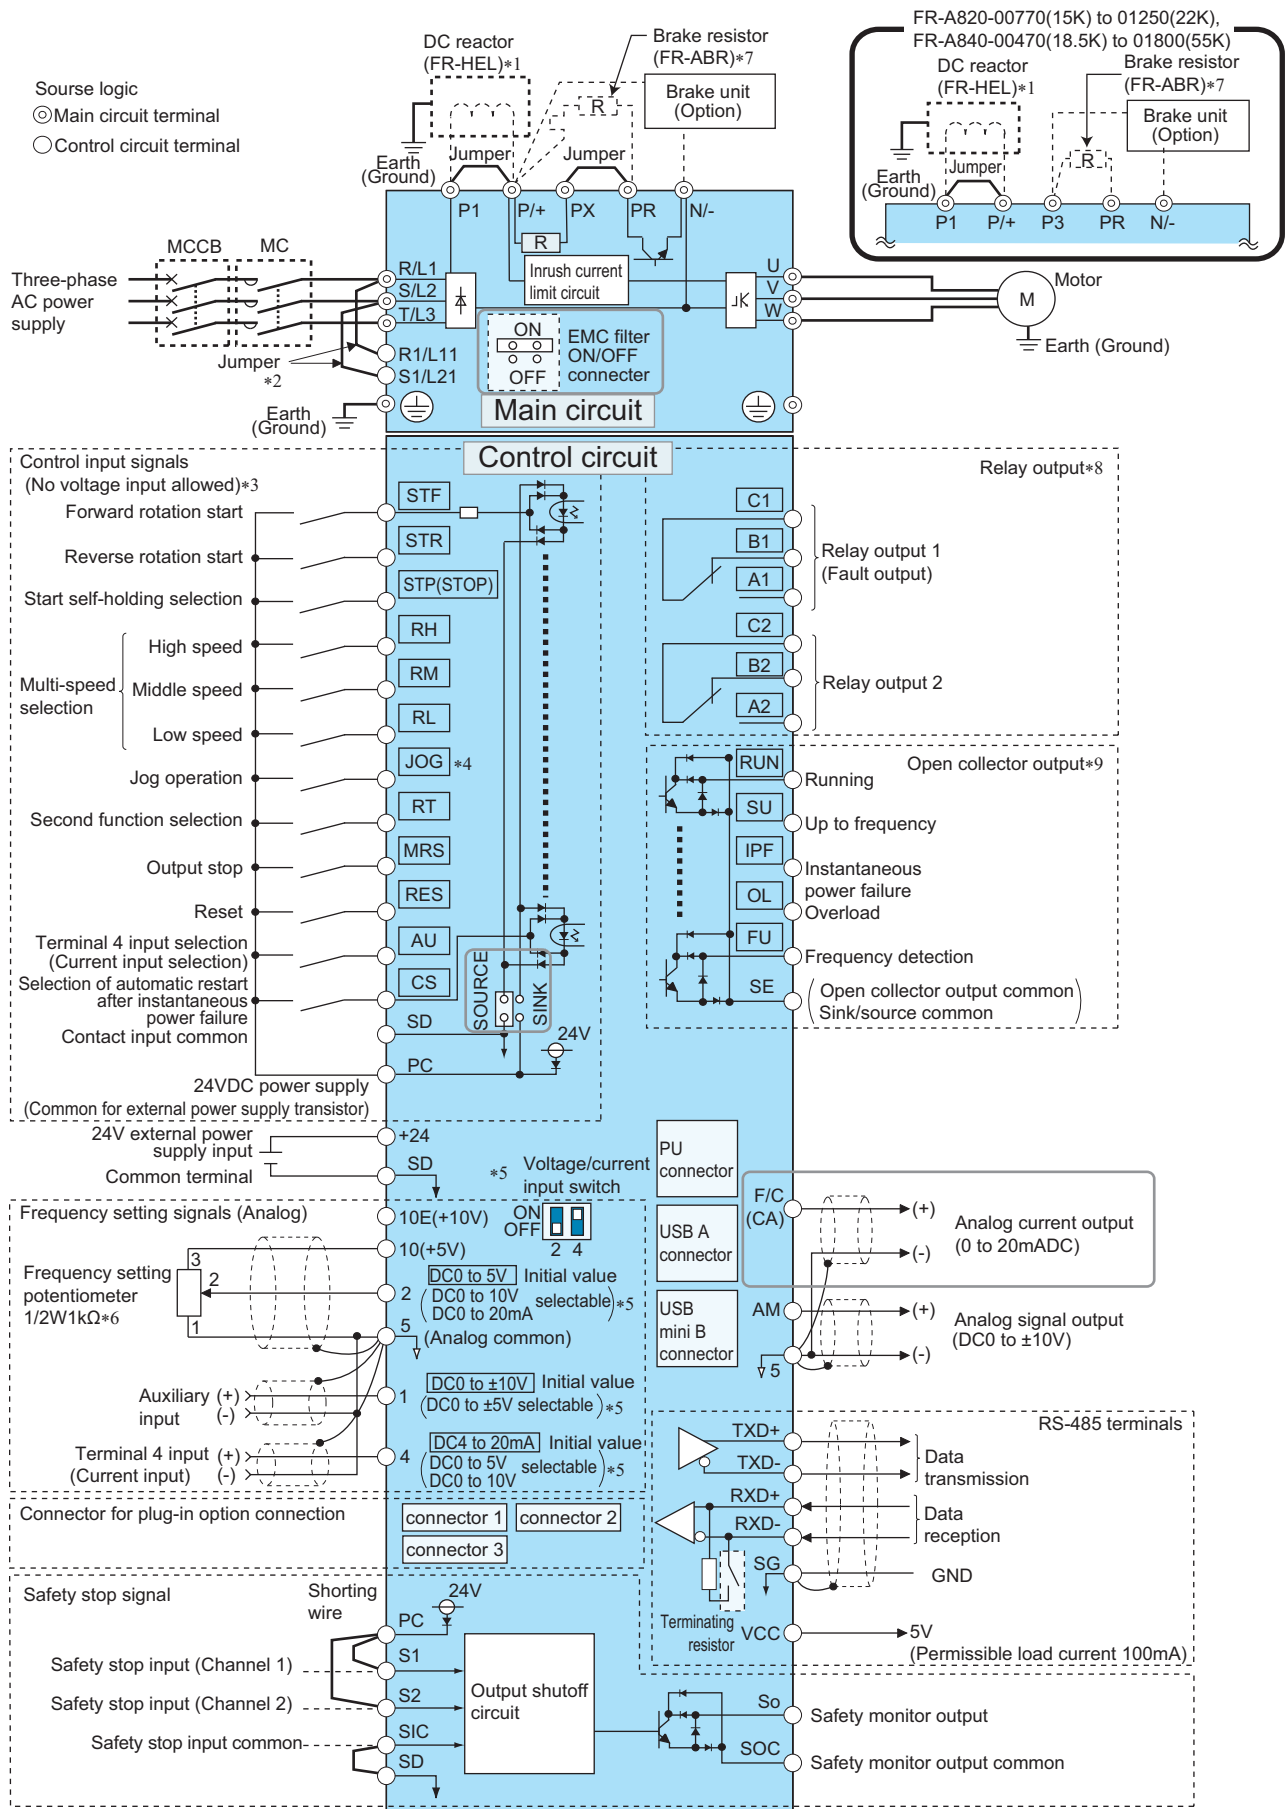 FR-A820-00770(15K) to 01250(22K),
FR-A840-00470(18.5K) to 01800(55K)
DC reactor
(FR-HEL)*1
Brake resistor
(FR-ABR)*7
Brake unit
(Option)
R
Earth
(Ground)
Jumper
P1
P/+
P3
PR
N/-
Sourse logic
Main circuit terminal
Control circuit terminal
DC reactor
(FR-HEL)*1
Brake resistor
(FR-ABR)*7
Brake unit
(Option)
R
Earth
(Ground)
Jumper
Jumper
P1
P/+
PX
PR
N/-
R
Inrush current
limit circuit
MCCB
MC
Three-phase
AC power
supply
R/L1
S/L2
T/L3
R1/L11
S1/L21
Jumper
*2
Earth
(Ground)
ON
OFF
EMC filter
ON/OFF
connecter
Main circuit
U
V
W
Motor
M
Earth (Ground)
Control circuit
Control input signals
(No voltage input allowed)*3
Forward rotation start
STF
Reverse rotation start
STR
Start self-holding selection
STP(STOP)
Multi-speed
selection
High speed
RH
Middle speed
RM
Low speed
RL
Jog operation
JOG *4
Second function selection
RT
Output stop
MRS
Reset
RES
Terminal 4 input selection
(Current input selection)
AU
Selection of automatic restart
after instantaneous
power failure
CS
Contact input common
SD
SOURCE
SINK
24V
PC
24VDC power supply
(Common for external power supply transistor)
Relay output*8
C1
B1
A1
Relay output 1
(Fault output)
C2
B2
A2
Relay output 2
Open collector output*9
RUN
Running
SU
Up to frequency
IPF
Instantaneous
power failure
OL
Overload
FU
Frequency detection
SE
Open collector output common
Sink/source common
24V external power
supply input
+24
Common terminal
SD
*5
Voltage/current
input switch
ON
OFF
2 4
Frequency setting signals (Analog)
10E(+10V)
10(+5V)
Frequency setting
potentiometer
1/2W1kΩ*6
3
2
1
2
DC0 to 5V Initial value
(DC0 to 10V
DC0 to 20mA
selectable)*5
5
(Analog common)
Auxiliary
input
(+)
(-)
1
DC0 to ±10V Initial value
(DC0 to ±5V selectable)*5
Terminal 4 input
(Current input)
(+)
(-)
4
DC4 to 20mA Initial value
(DC0 to 5V
DC0 to 10V
selectable)*5
PU
connector
USB A
connector
USB
mini B
connector
F/C
(CA)
(+)
(-)
Analog current output
(0 to 20mADC)
AM
5
(+)
(-)
Analog signal output
(DC0 to ±10V)
Connector for plug-in option connection
connector 1
connector 2
connector 3
RS-485 terminals
TXD+
TXD-
Data
transmission
RXD+
RXD-
Data
reception
SG
GND
Terminating
resistor
VCC
5V
(Permissible load current 100mA)
Safety stop signal
Shorting
wire
24V
PC
Safety stop input (Channel 1)
S1
Safety stop input (Channel 2)
S2
Safety stop input common
SIC
SD
Output shutoff
circuit
So
Safety monitor output
SOC
Safety monitor output common